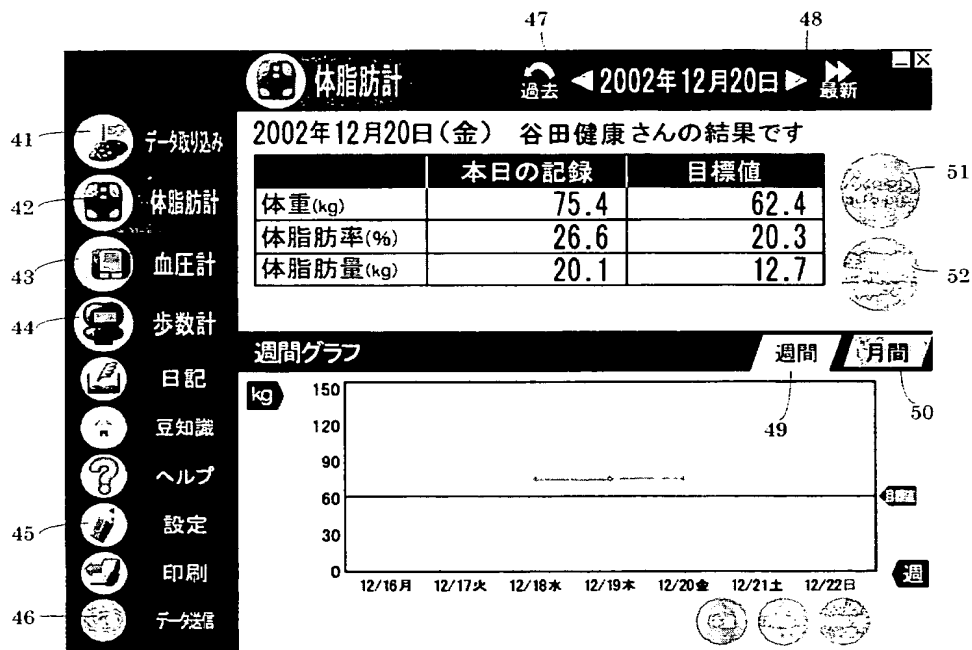 47
48
体脂肪計
過去
◀2002年12月20日▶
最新
41
データ取り込み
42
体脂肪計
43
血圧計
44
歩数計
日記
豆知識
ヘルプ
45
設定
印刷
46
データ送信
2002年12月20日(金) 谷田健康さんの結果です
本日の記録 目標値
体重(kg) 75.4 62.4
体脂肪率(%) 26.6 20.3
体脂肪量(kg) 20.1 12.7
51
52
週間グラフ
週間
月間
49
50
kg
150
120
90
60
30
0
目標値
12/16月 12/17火 12/18水 12/19木 12/20金 12/21土 12/22日
週